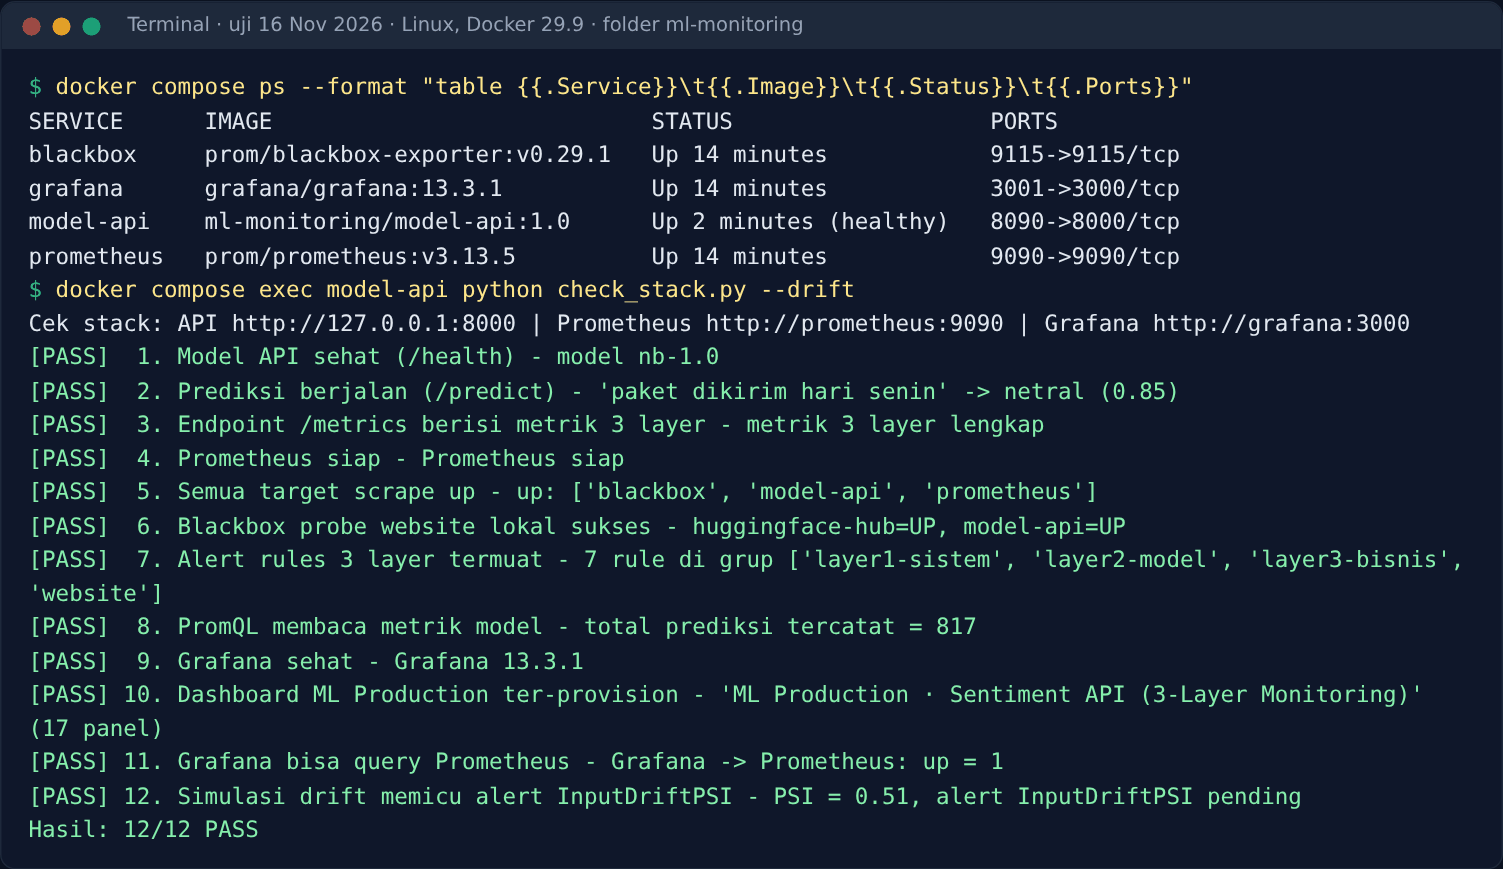 Terminal · uji 16 Nov 2026 · Linux, Docker 29.9 · folder ml-monitoring
$ docker compose ps --format "table {{.Service}}\t{{.Image}}\t{{.Status}}\t{{.Ports}}"
SERVICE      IMAGE                            STATUS                   PORTS
blackbox     prom/blackbox-exporter:v0.29.1   Up 14 minutes            9115->9115/tcp
grafana      grafana/grafana:13.3.1           Up 14 minutes            3001->3000/tcp
model-api    ml-monitoring/model-api:1.0      Up 2 minutes (healthy)   8090->8000/tcp
prometheus   prom/prometheus:v3.13.5          Up 14 minutes            9090->9090/tcp
$ docker compose exec model-api python check_stack.py --drift
Cek stack: API http://127.0.0.1:8000 | Prometheus http://prometheus:9090 | Grafana http://grafana:3000
[PASS]  1. Model API sehat (/health) - model nb-1.0
[PASS]  2. Prediksi berjalan (/predict) - 'paket dikirim hari senin' -> netral (0.85)
[PASS]  3. Endpoint /metrics berisi metrik 3 layer - metrik 3 layer lengkap
[PASS]  4. Prometheus siap - Prometheus siap
[PASS]  5. Semua target scrape up - up: ['blackbox', 'model-api', 'prometheus']
[PASS]  6. Blackbox probe website lokal sukses - huggingface-hub=UP, model-api=UP
[PASS]  7. Alert rules 3 layer termuat - 7 rule di grup ['layer1-sistem', 'layer2-model', 'layer3-bisnis',
'website']
[PASS]  8. PromQL membaca metrik model - total prediksi tercatat = 817
[PASS]  9. Grafana sehat - Grafana 13.3.1
[PASS] 10. Dashboard ML Production ter-provision - 'ML Production · Sentiment API (3-Layer Monitoring)'
(17 panel)
[PASS] 11. Grafana bisa query Prometheus - Grafana -> Prometheus: up = 1
[PASS] 12. Simulasi drift memicu alert InputDriftPSI - PSI = 0.51, alert InputDriftPSI pending
Hasil: 12/12 PASS